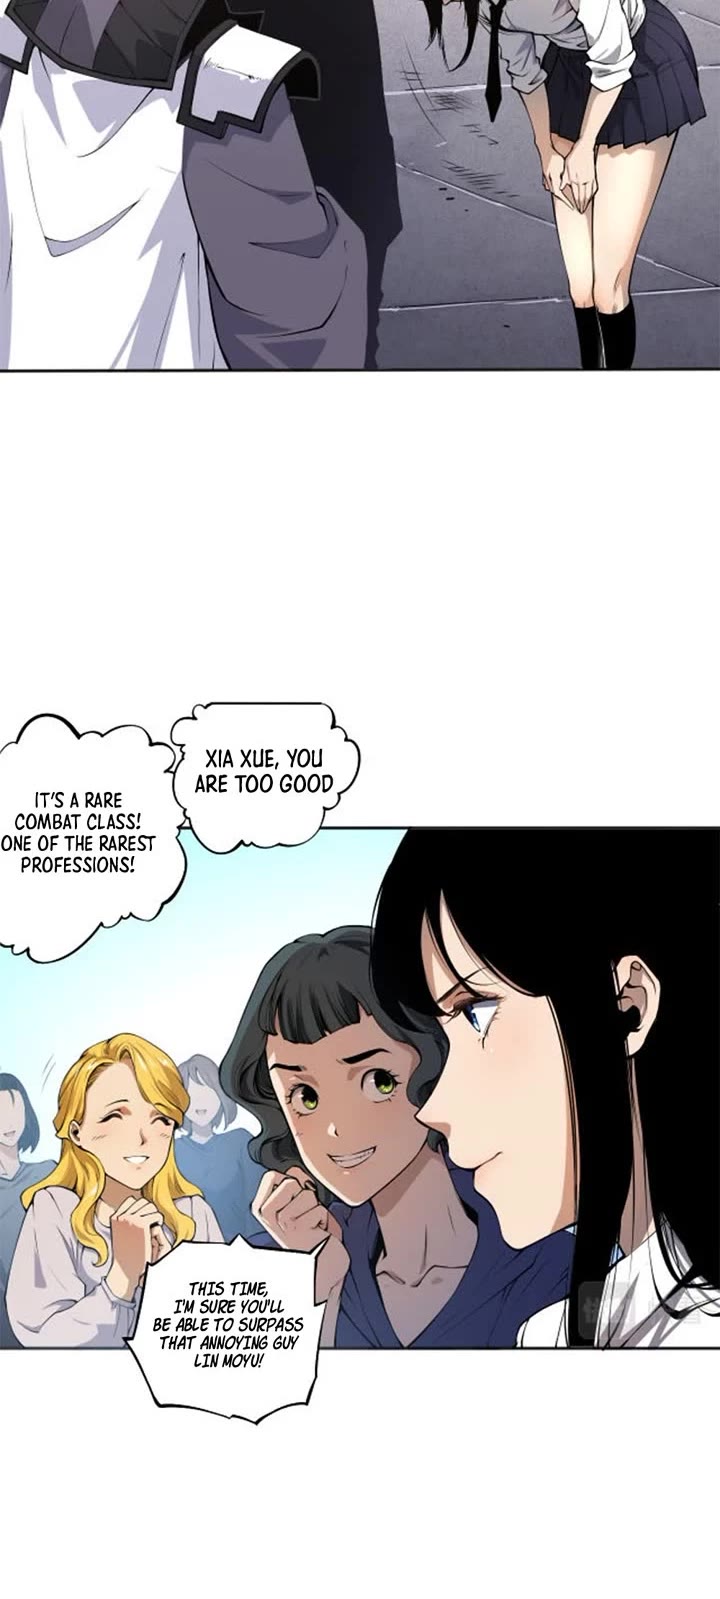 XIA XUE, YOU
ARE TOO GOOD
IT'S A RARE
COMBAT CLASS!
ONE OF THE RAREST
PROFESSIONS!
THIS TIME,
I'M SURE YOU'LL
BE ABLE TO SURPASS
THAT ANNOYING GUY
LIN MOYU!